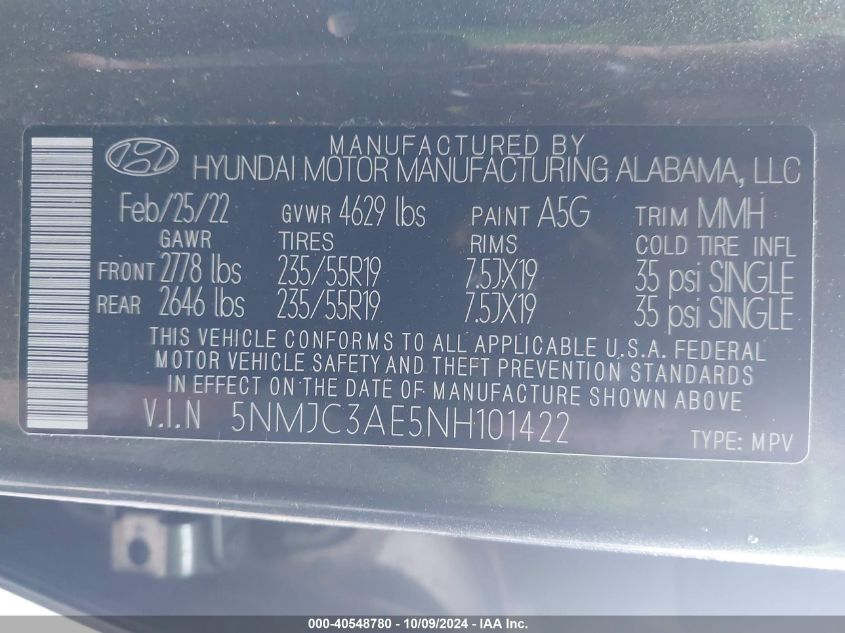 MANUFACTURED BY
HYUNDAI MOTOR MANUFACTURING ALABAMA, LLC
Feb/25/22 GVWR 4629 lbs PAINT A5G TRIM MMH
GAWR TIRES RIMS COLD TIRE INFL
FRONT 2778 lbs 235/55R19 7.5JX19 35 psi SINGLE
REAR 2646 lbs 235/55R19 7.5JX19 35 psi SINGLE
THIS VEHICLE CONFORMS TO ALL APPLICABLE U.S.A. FEDERAL
MOTOR VEHICLE SAFETY AND THEFT PREVENTION STANDARDS
IN EFFECT ON THE DATE OF MANUFACTURE SHOWN ABOVE
V.I.N 5NMJC3AE5NH101422 TYPE: MPV
000-40548780 - 10/09/2024 - IAA Inc.